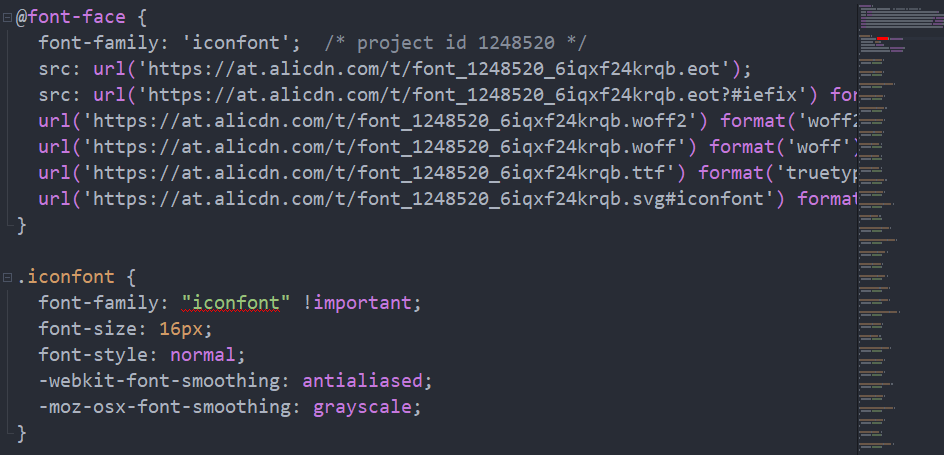 @font-face {
font-family: 'iconfont';  /* project id 1248520 */
src: url('https://at.alicdn.com/t/font_1248520_6iqxf24krqb.eot');
src: url('https://at.alicdn.com/t/font_1248520_6iqxf24krqb.eot?#iefix') for
url('https://at.alicdn.com/t/font_1248520_6iqxf24krqb.woff2') format('woff2
url('https://at.alicdn.com/t/font_1248520_6iqxf24krqb.woff') format('woff')
url('https://at.alicdn.com/t/font_1248520_6iqxf24krqb.ttf') format('truetyp
url('https://at.alicdn.com/t/font_1248520_6iqxf24krqb.svg#iconfont') format
}
.iconfont {
font-family: "iconfont" !important;
font-size: 16px;
font-style: normal;
-webkit-font-smoothing: antialiased;
-moz-osx-font-smoothing: grayscale;
}